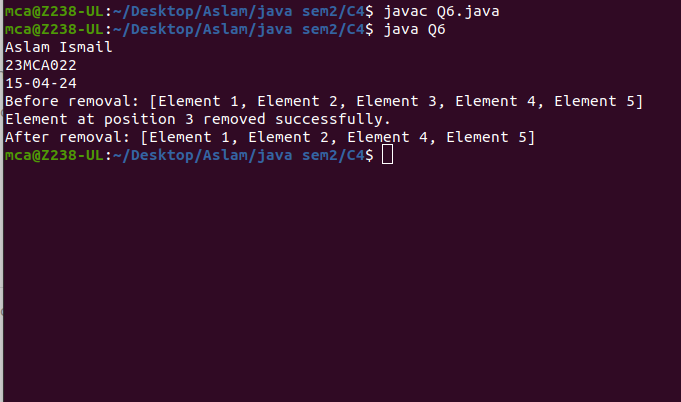 mca@Z238-UL:~/Desktop/Aslam/java sem2/C4$ javac Q6.java
mca@Z238-UL:~/Desktop/Aslam/java sem2/C4$ java Q6
Aslam Ismail
23MCA022
15-04-24
Before removal: [Element 1, Element 2, Element 3, Element 4, Element 5]
Element at position 3 removed successfully.
After removal: [Element 1, Element 2, Element 4, Element 5]
mca@Z238-UL:~/Desktop/Aslam/java sem2/C4$